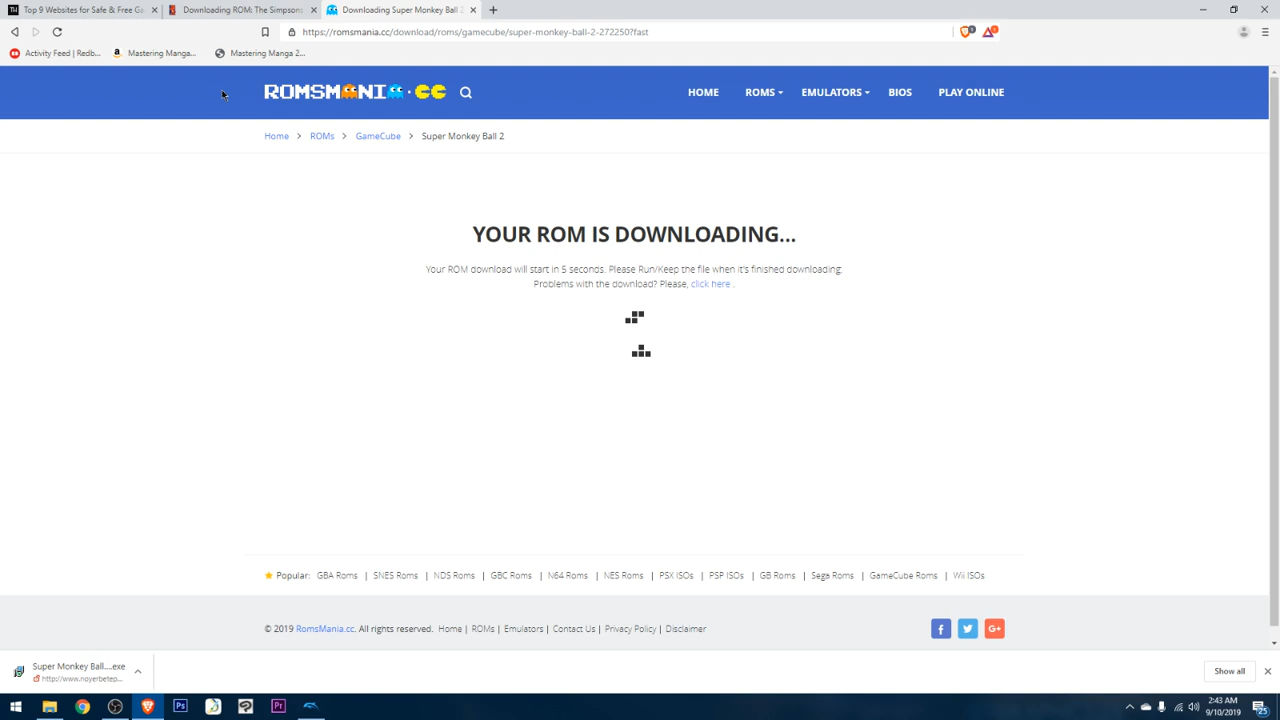 Top 9 Websites for Safe & Free Ga
Downloading ROM: The Simpsons
Downloading Super Monkey Ball 2
https://romsmania.cc/download/roms/gamecube/super-monkey-ball-2-272250?fast
Activity Feed | Redb...
Mastering Manga...
Mastering Manga 2...
ROMSMANIA.CC
HOME
ROMS
EMULATORS
BIOS
PLAY ONLINE
Home > ROMs > GameCube > Super Monkey Ball 2
YOUR ROM IS DOWNLOADING...
Your ROM download will start in 5 seconds. Please Run/Keep the file when it's finished downloading.
Problems with the download? Please, click here .
Popular: GBA Roms | SNES Roms | NDS Roms | GBC Roms | N64 Roms | NES Roms | PSX ISOs | PSP ISOs | GB Roms | Sega Roms | GameCube Roms | Wii ISOs
© 2019 RomsMania.cc. All rights reserved. Home | ROMs | Emulators | Contact Us | Privacy Policy | Disclaimer
f
G+
Super Monkey Ball....exe
http://www.noyerbetep...
Show all
Ps
Pr
2:43 AM
9/10/2019
25